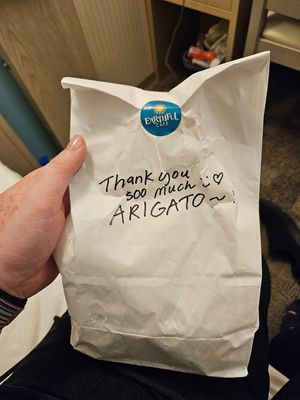 EARTHFUL
CAFE
Thank you
soo much ☺♡
ARIGATO~!